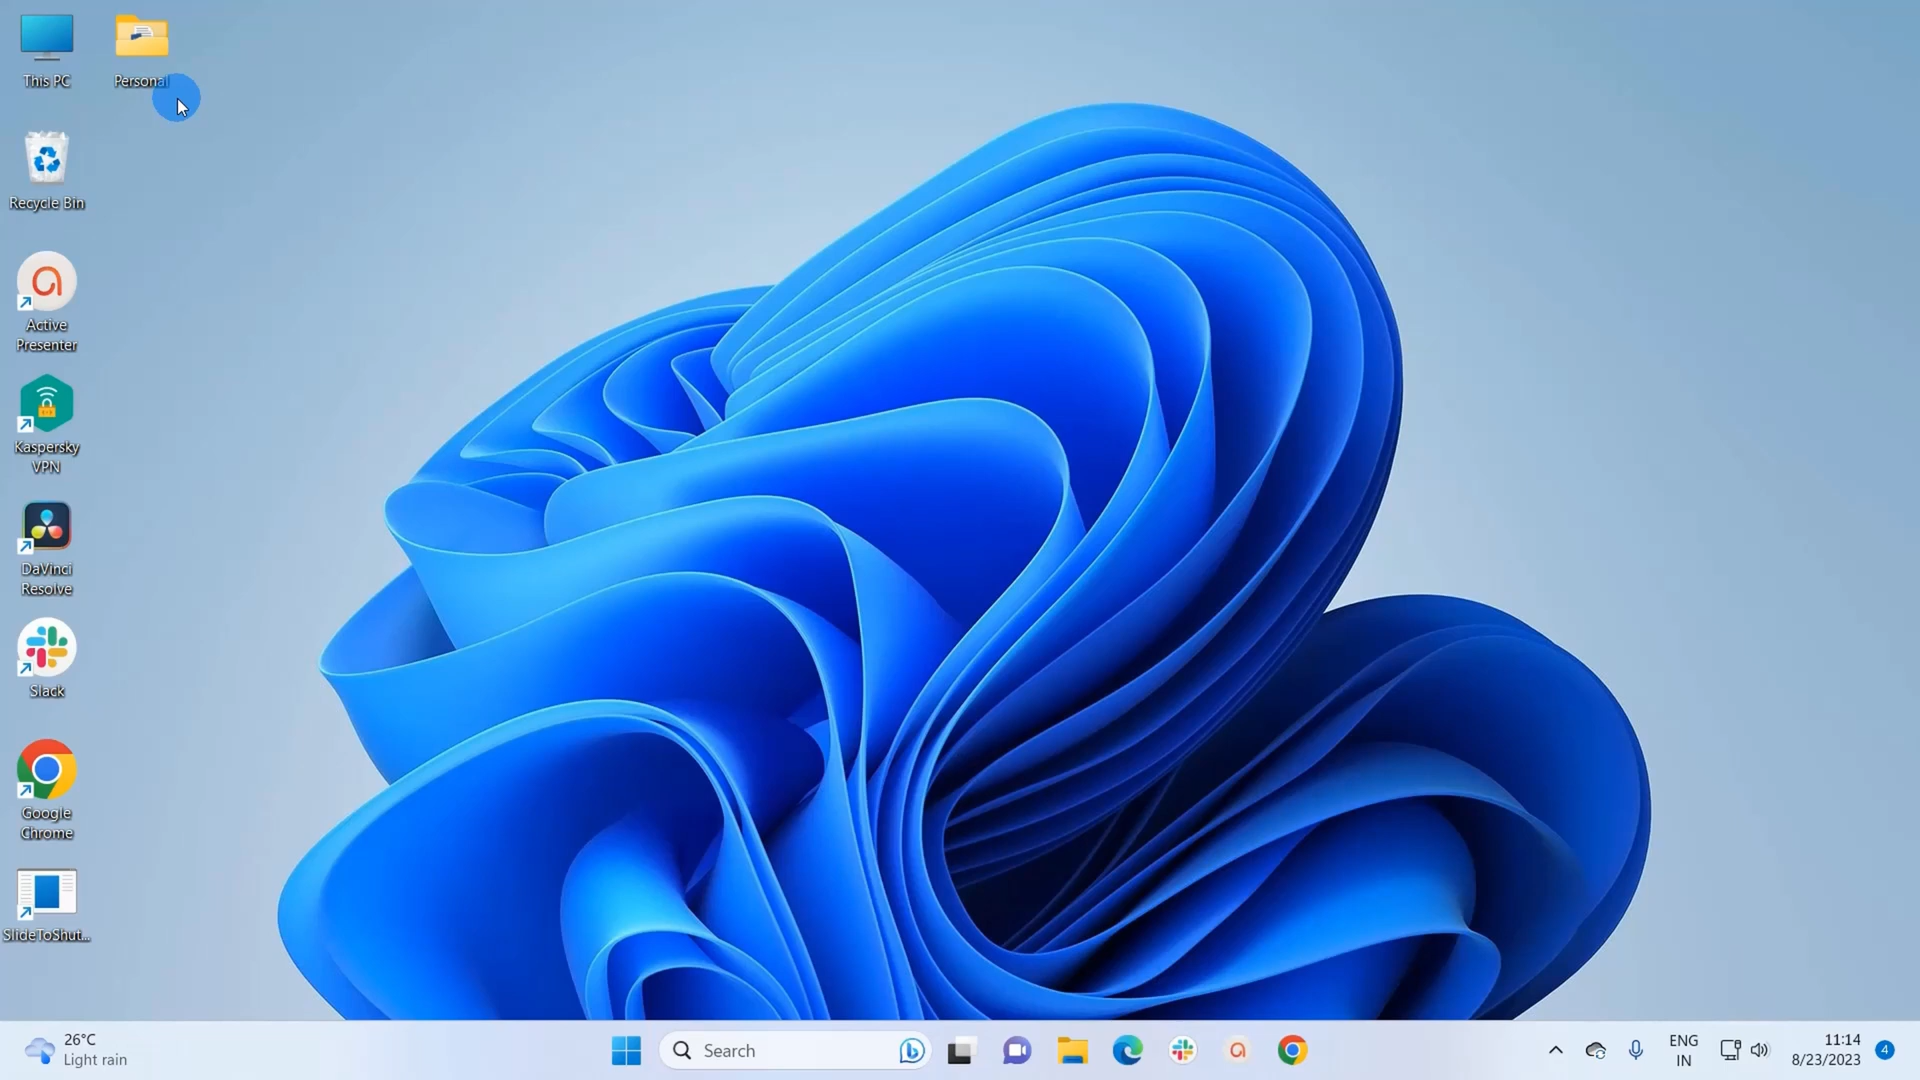 This PC
Personal
Recycle Bin
Active
Presenter
Kaspersky
VPN
DaVinci
Resolve
Slack
Google
Chrome
SlideToShut...
26°C
Light rain
Search
ENG
IN
11:14
8/23/2023
4